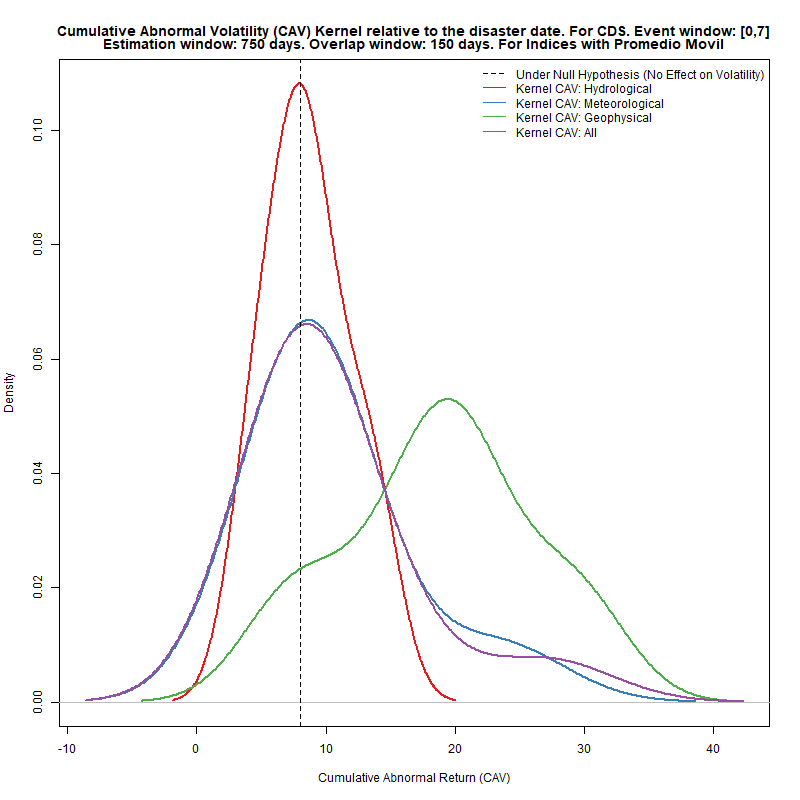 Cumulative Abnormal Volatility (CAV) Kernel relative to the disaster date. For CDS. Event window: [0,7]
Estimation window: 750 days. Overlap window: 150 days. For Indices with Promedio Movil
Under Null Hypothesis (No Effect on Volatility)
Kernel CAV: Hydrological
Kernel CAV: Meteorological
Kernel CAV: Geophysical
Kernel CAV: All
Density
0.10
0.08
0.06
0.04
0.02
0.00
-10 0 10 20 30 40
Cumulative Abnormal Return (CAV)